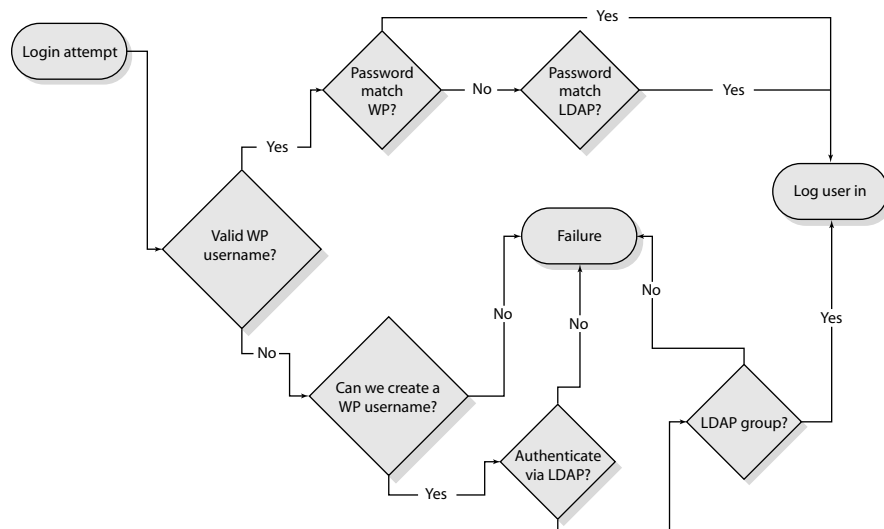 Yes
Login attempt
Password
match
WP?
No
Password
match
LDAP?
Yes
Yes
Log user in
Valid WP
username?
Failure
No
No
No
Yes
No
Can we create a
WP username?
LDAP group?
Authenticate
via LDAP?
Yes